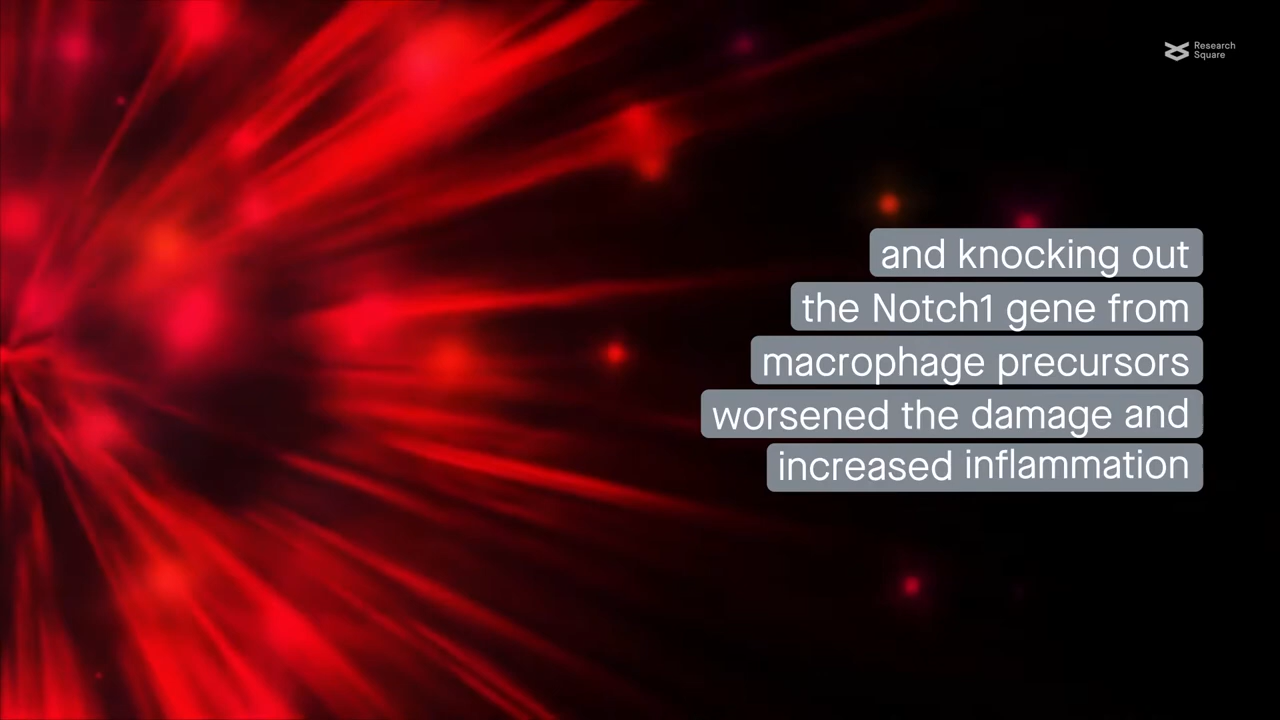 Research
Square
and knocking out
the Notch1 gene from
macrophage precursors
worsened the damage and
increased inflammation